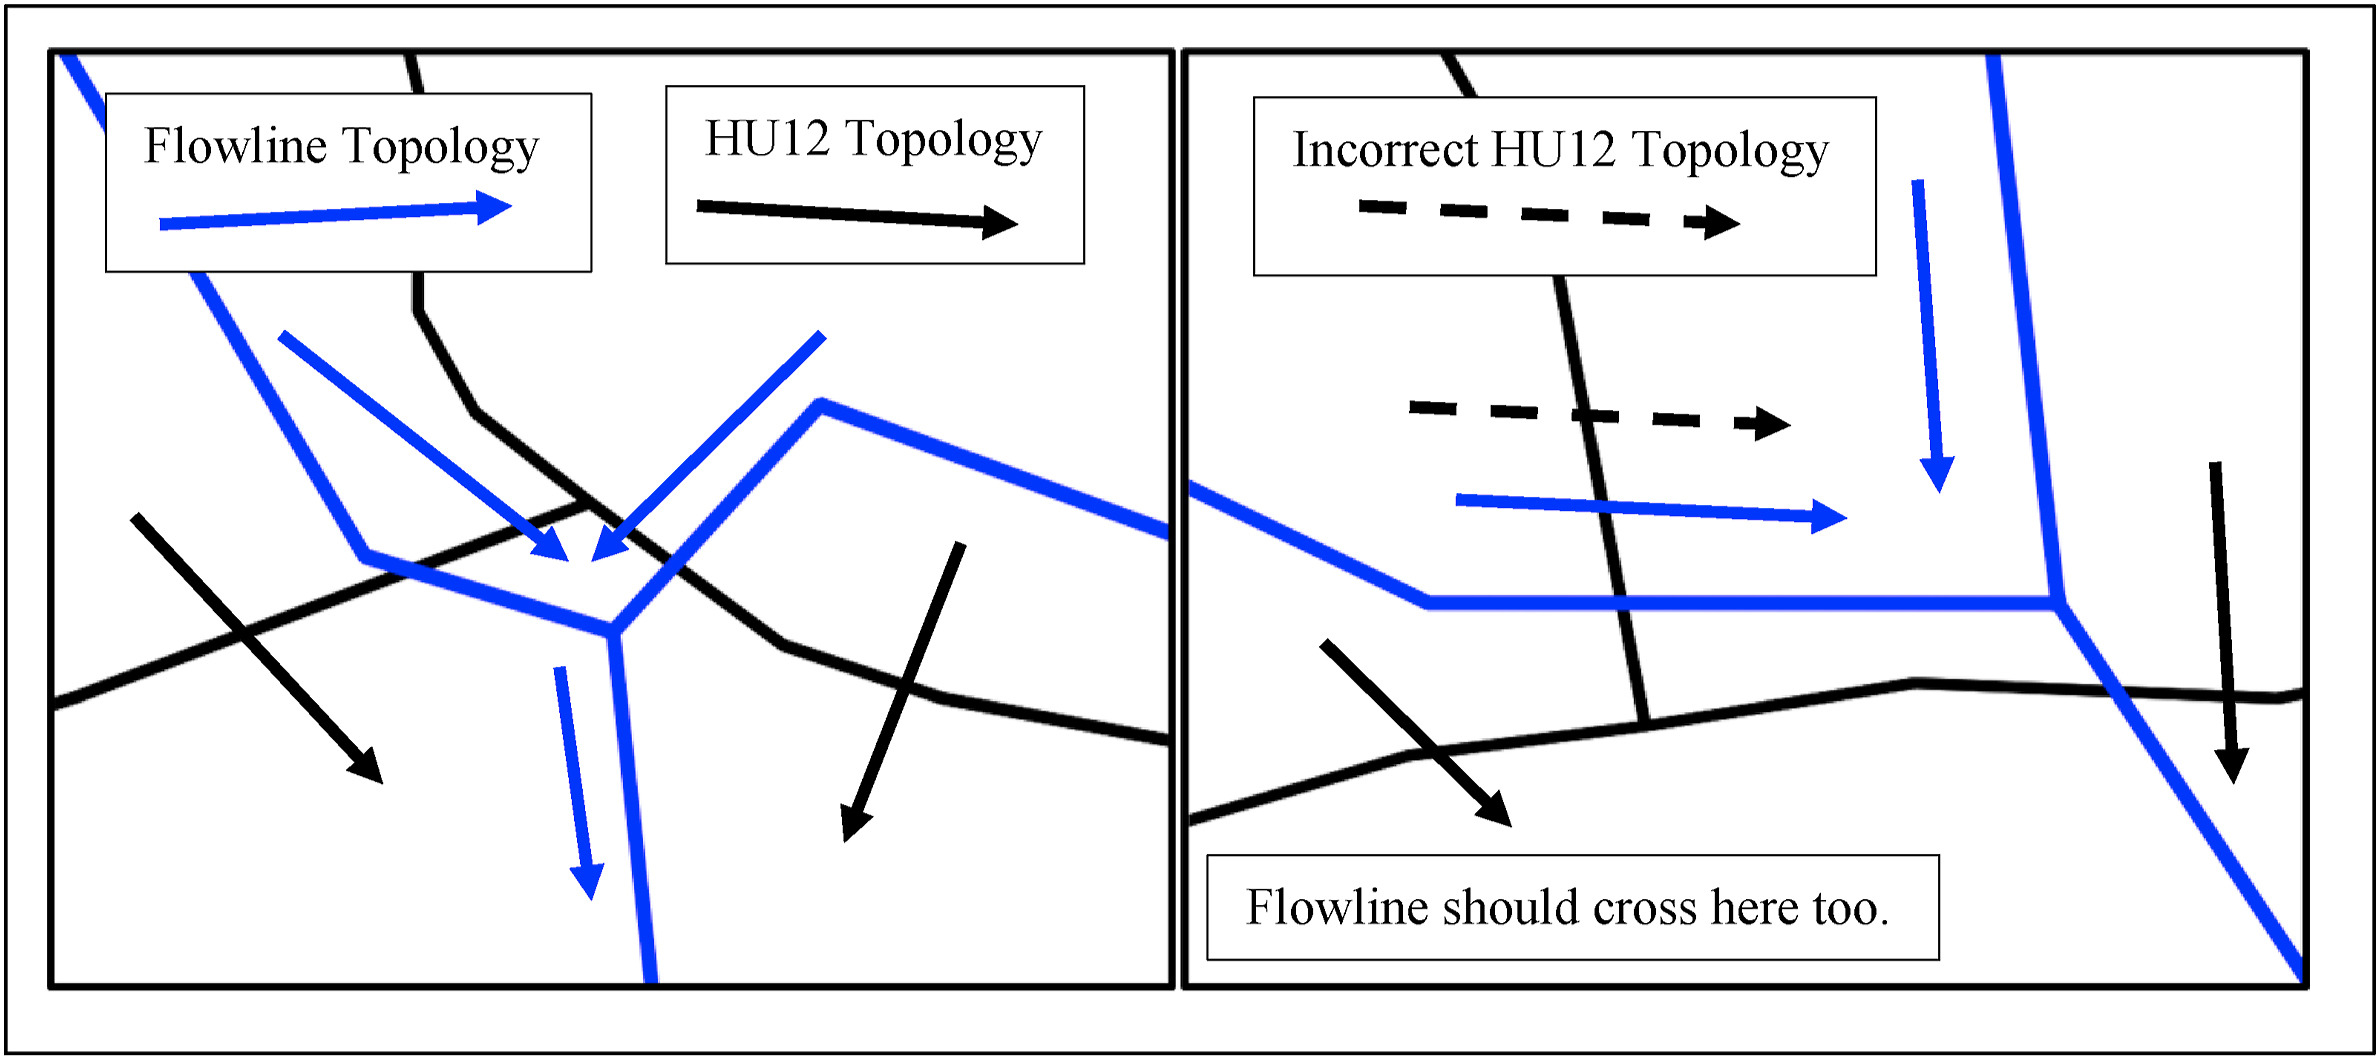 Flowline Topology
HU12 Topology
Incorrect HU12 Topology
Flowline should cross here too.